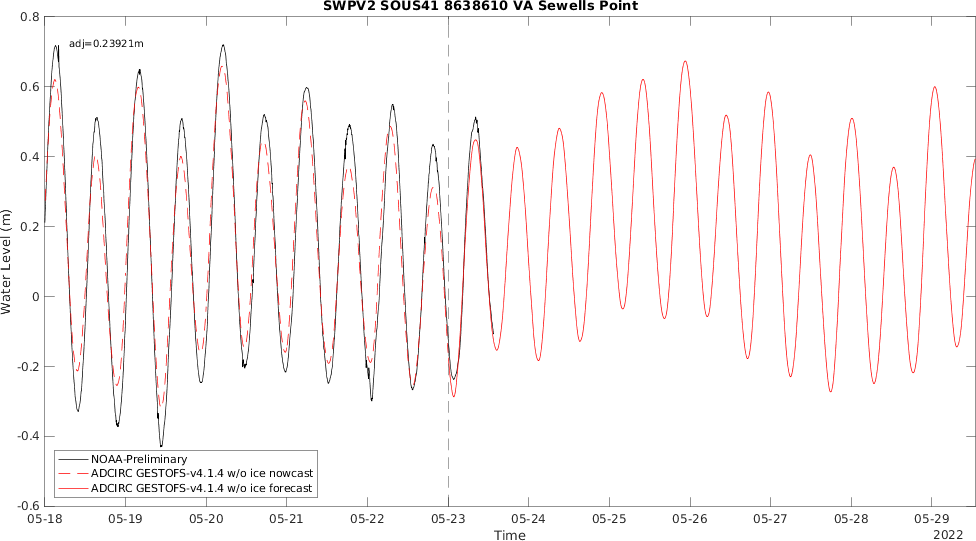 SWPV2 SOUS41 8638610 VA Sewells Point
adj=0.23921m
0.8
0.6
0.4
0.2
0
-0.2
-0.4
-0.6
Water Level (m)
NOAA-Preliminary
ADCIRC GESTOFS-v4.1.4 w/o ice nowcast
ADCIRC GESTOFS-v4.1.4 w/o ice forecast
05-18 05-19 05-20 05-21 05-22 05-23 05-24 05-25 05-26 05-27 05-28 05-29
Time
2022